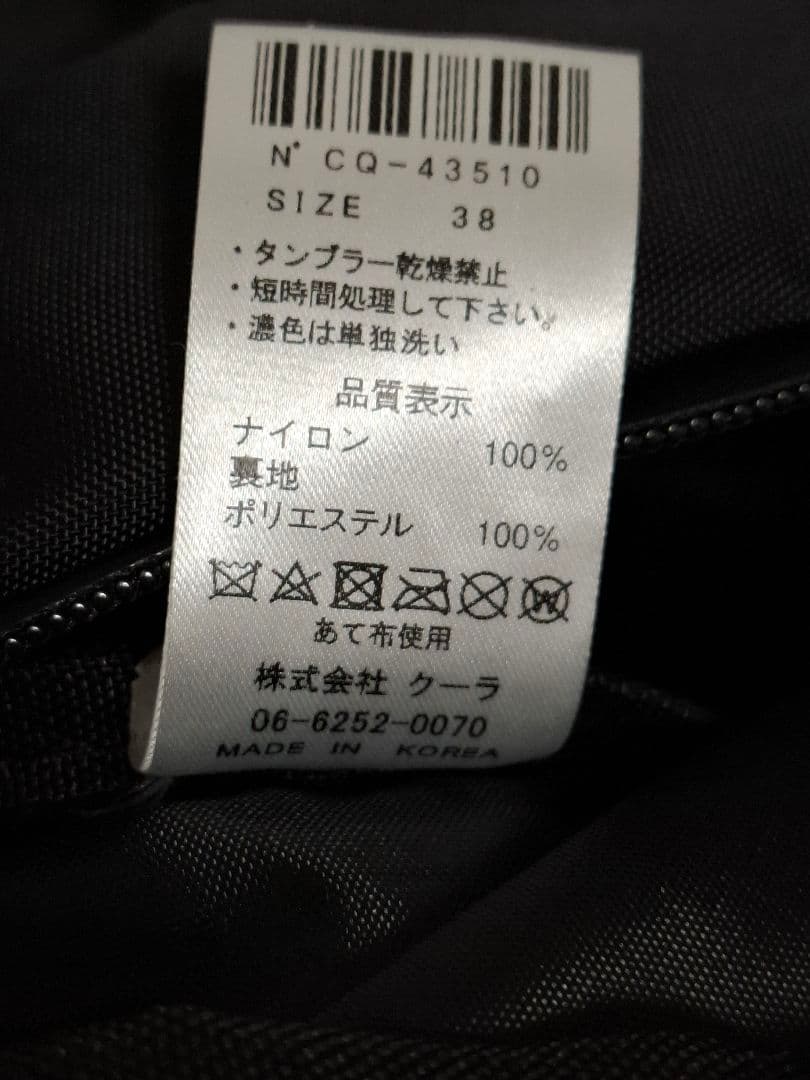 N° CQ-43510
SIZE 38
・タンブラー乾燥禁止
・短時間処理して下さい。
・濃色は単独洗い
品質表示
ナイロン 100%
裏地
ポリエステル 100%
あて布使用
株式会社 クーラ
06-6252-0070
MADE IN KOREA